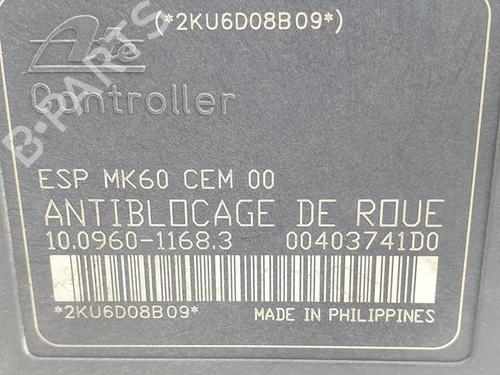 (*2KU6D08B09*)
Ate
Controller
B-PARTS
ESP MK60 CEM 00
ANTIBLOCAGE DE ROUE
10.0960-1168.3 00403741D0
*2KU6D08B09* MADE IN PHILIPPINES